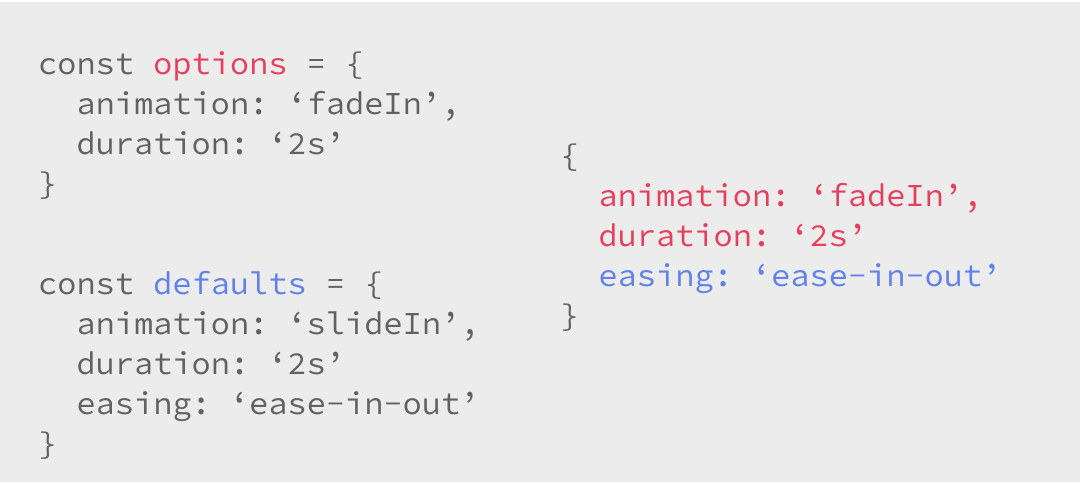 const options = {
  animation: ‘fadeIn’,
  duration: ‘2s’
}
const defaults = {
  animation: ‘slideIn’,
  duration: ‘2s’
  easing: ‘ease-in-out’
}
{
  animation: ‘fadeIn’,
  duration: ‘2s’
  easing: ‘ease-in-out’
}